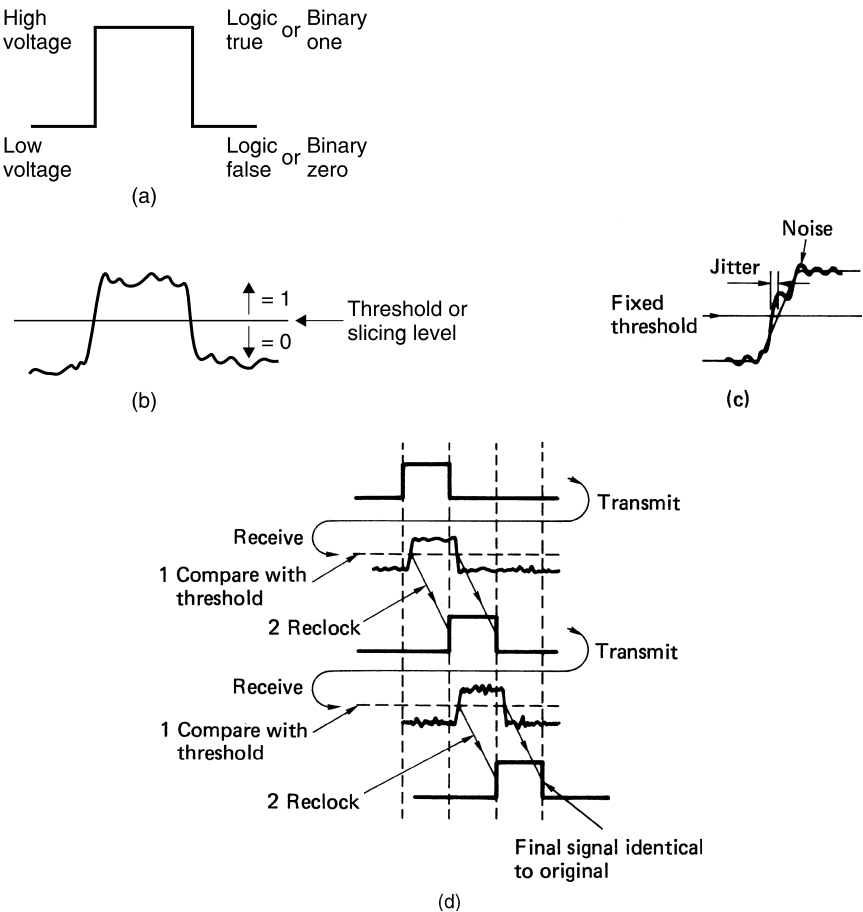 High
voltage
Logic
true
or
Binary
one
Low
voltage
Logic
false
or
Binary
zero
(a)
= 1
= 0
Threshold or
slicing level
(b)
Noise
Jitter
Fixed
threshold
(c)
Transmit
Receive
1 Compare with
threshold
2 Reclock
Transmit
Receive
1 Compare with
threshold
2 Reclock
Final signal identical
to original
(d)